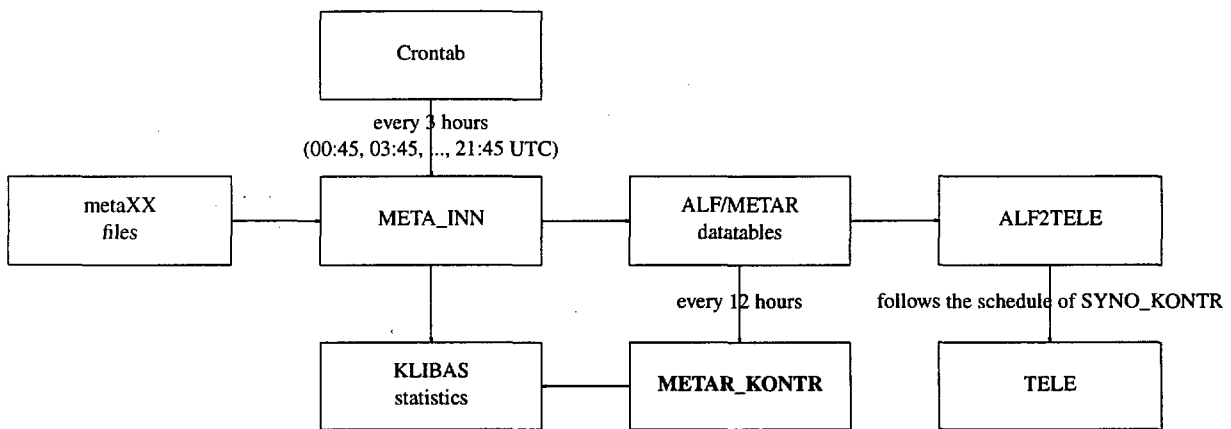 Crontab
every 3 hours
(00:45, 03:45, ..., 21:45 UTC)
metaXX
files
META_INN
ALF/METAR
datatables
ALF2TELE
every 12 hours
follows the schedule of SYNO_KONTR
KLIBAS
statistics
METAR_KONTR
TELE